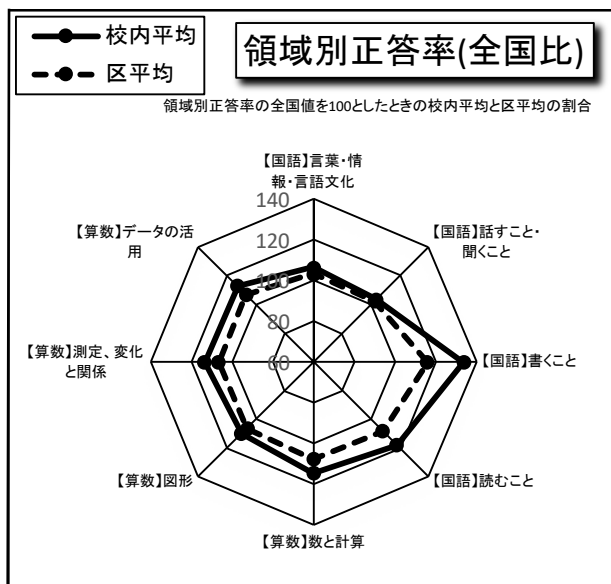 校内平均
区平均
領域別正答率(全国比)
領域別正答率の全国値を100としたときの校内平均と区平均の割合
【国語】言葉・情
報・言語文化
【国語】話すこと・
聞くこと
【国語】書くこと
【国語】読むこと
【算数】数と計算
【算数】図形
【算数】測定、変化
と関係
【算数】データの活
用
140
120
100
80
60